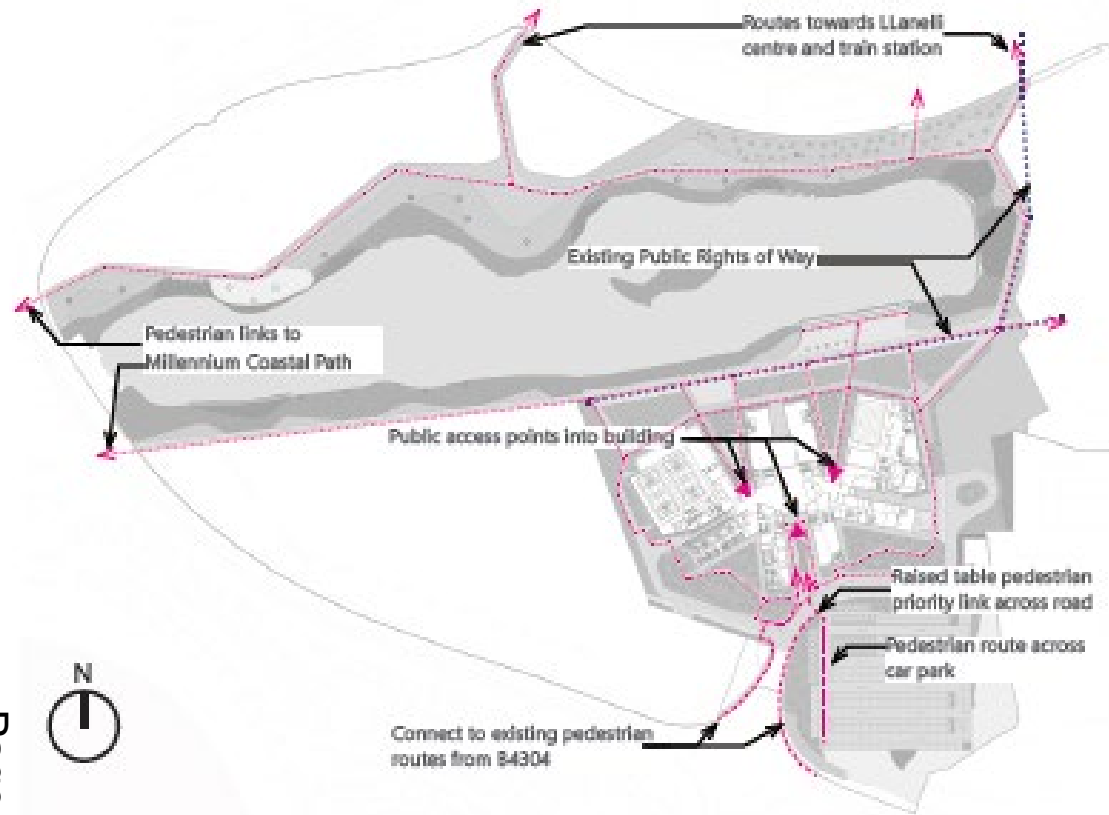 Routes towards LLanelli
centre and train station
Existing Public Rights of Way
Pedestrian links to
Millennium Coastal Path
Public access points into building
Raised table pedestrian
priority link across road
Pedestrian route across
car park
N
Connect to existing pedestrian
routes from B4304